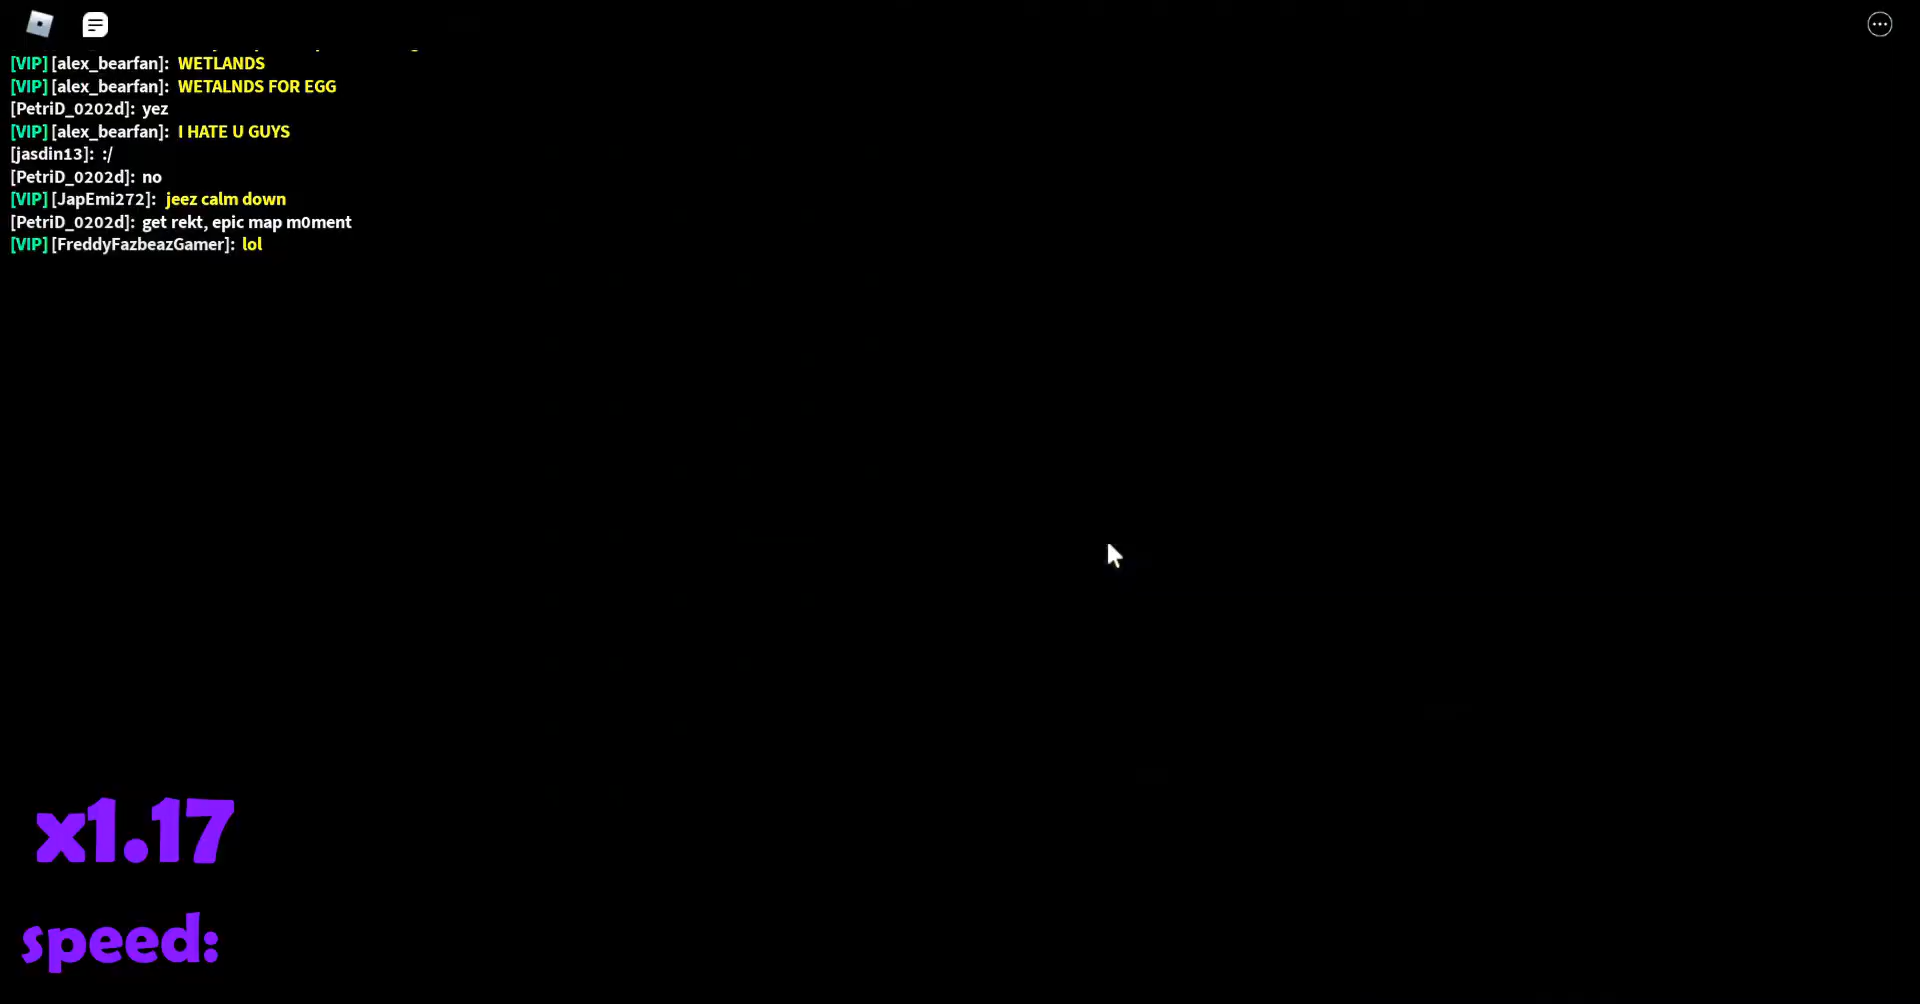 [VIP] [alex_bearfan]: WETLANDS
[VIP] [alex_bearfan]: WETALNDS FOR EGG
[PetriD_0202d]: yez
[VIP] [alex_bearfan]: I HATE U GUYS
[jasdin13]: :/
[PetriD_0202d]: no
[VIP] [JapEmi272]: jeez calm down
[PetriD_0202d]: get rekt, epic map m0ment
[VIP] [FreddyFazbeazGamer]: lol
x1.17
speed: